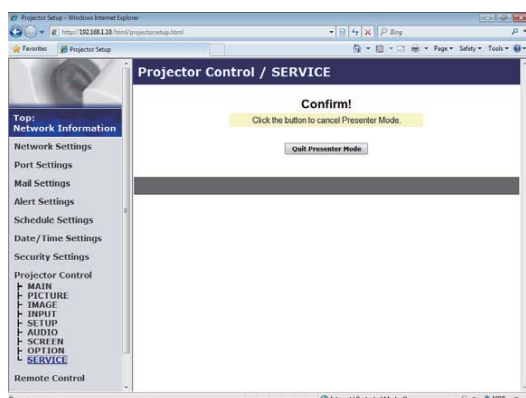 Projector Setup - Windows Internet Explorer
http://192.168.1.10/html/projectorsetup.html
Bing
Favorites Projector Setup
Page Safety Tools
Projector Control / SERVICE
Confirm!
Click the button to cancel Presenter Mode.
Quit Presenter Mode
Top:
Network Information
Network Settings
Port Settings
Mail Settings
Alert Settings
Schedule Settings
Date/Time Settings
Security Settings
Projector Control
MAIN
PICTURE
IMAGE
INPUT
SETUP
AUDIO
SCREEN
OPTION
SERVICE
Remote Control